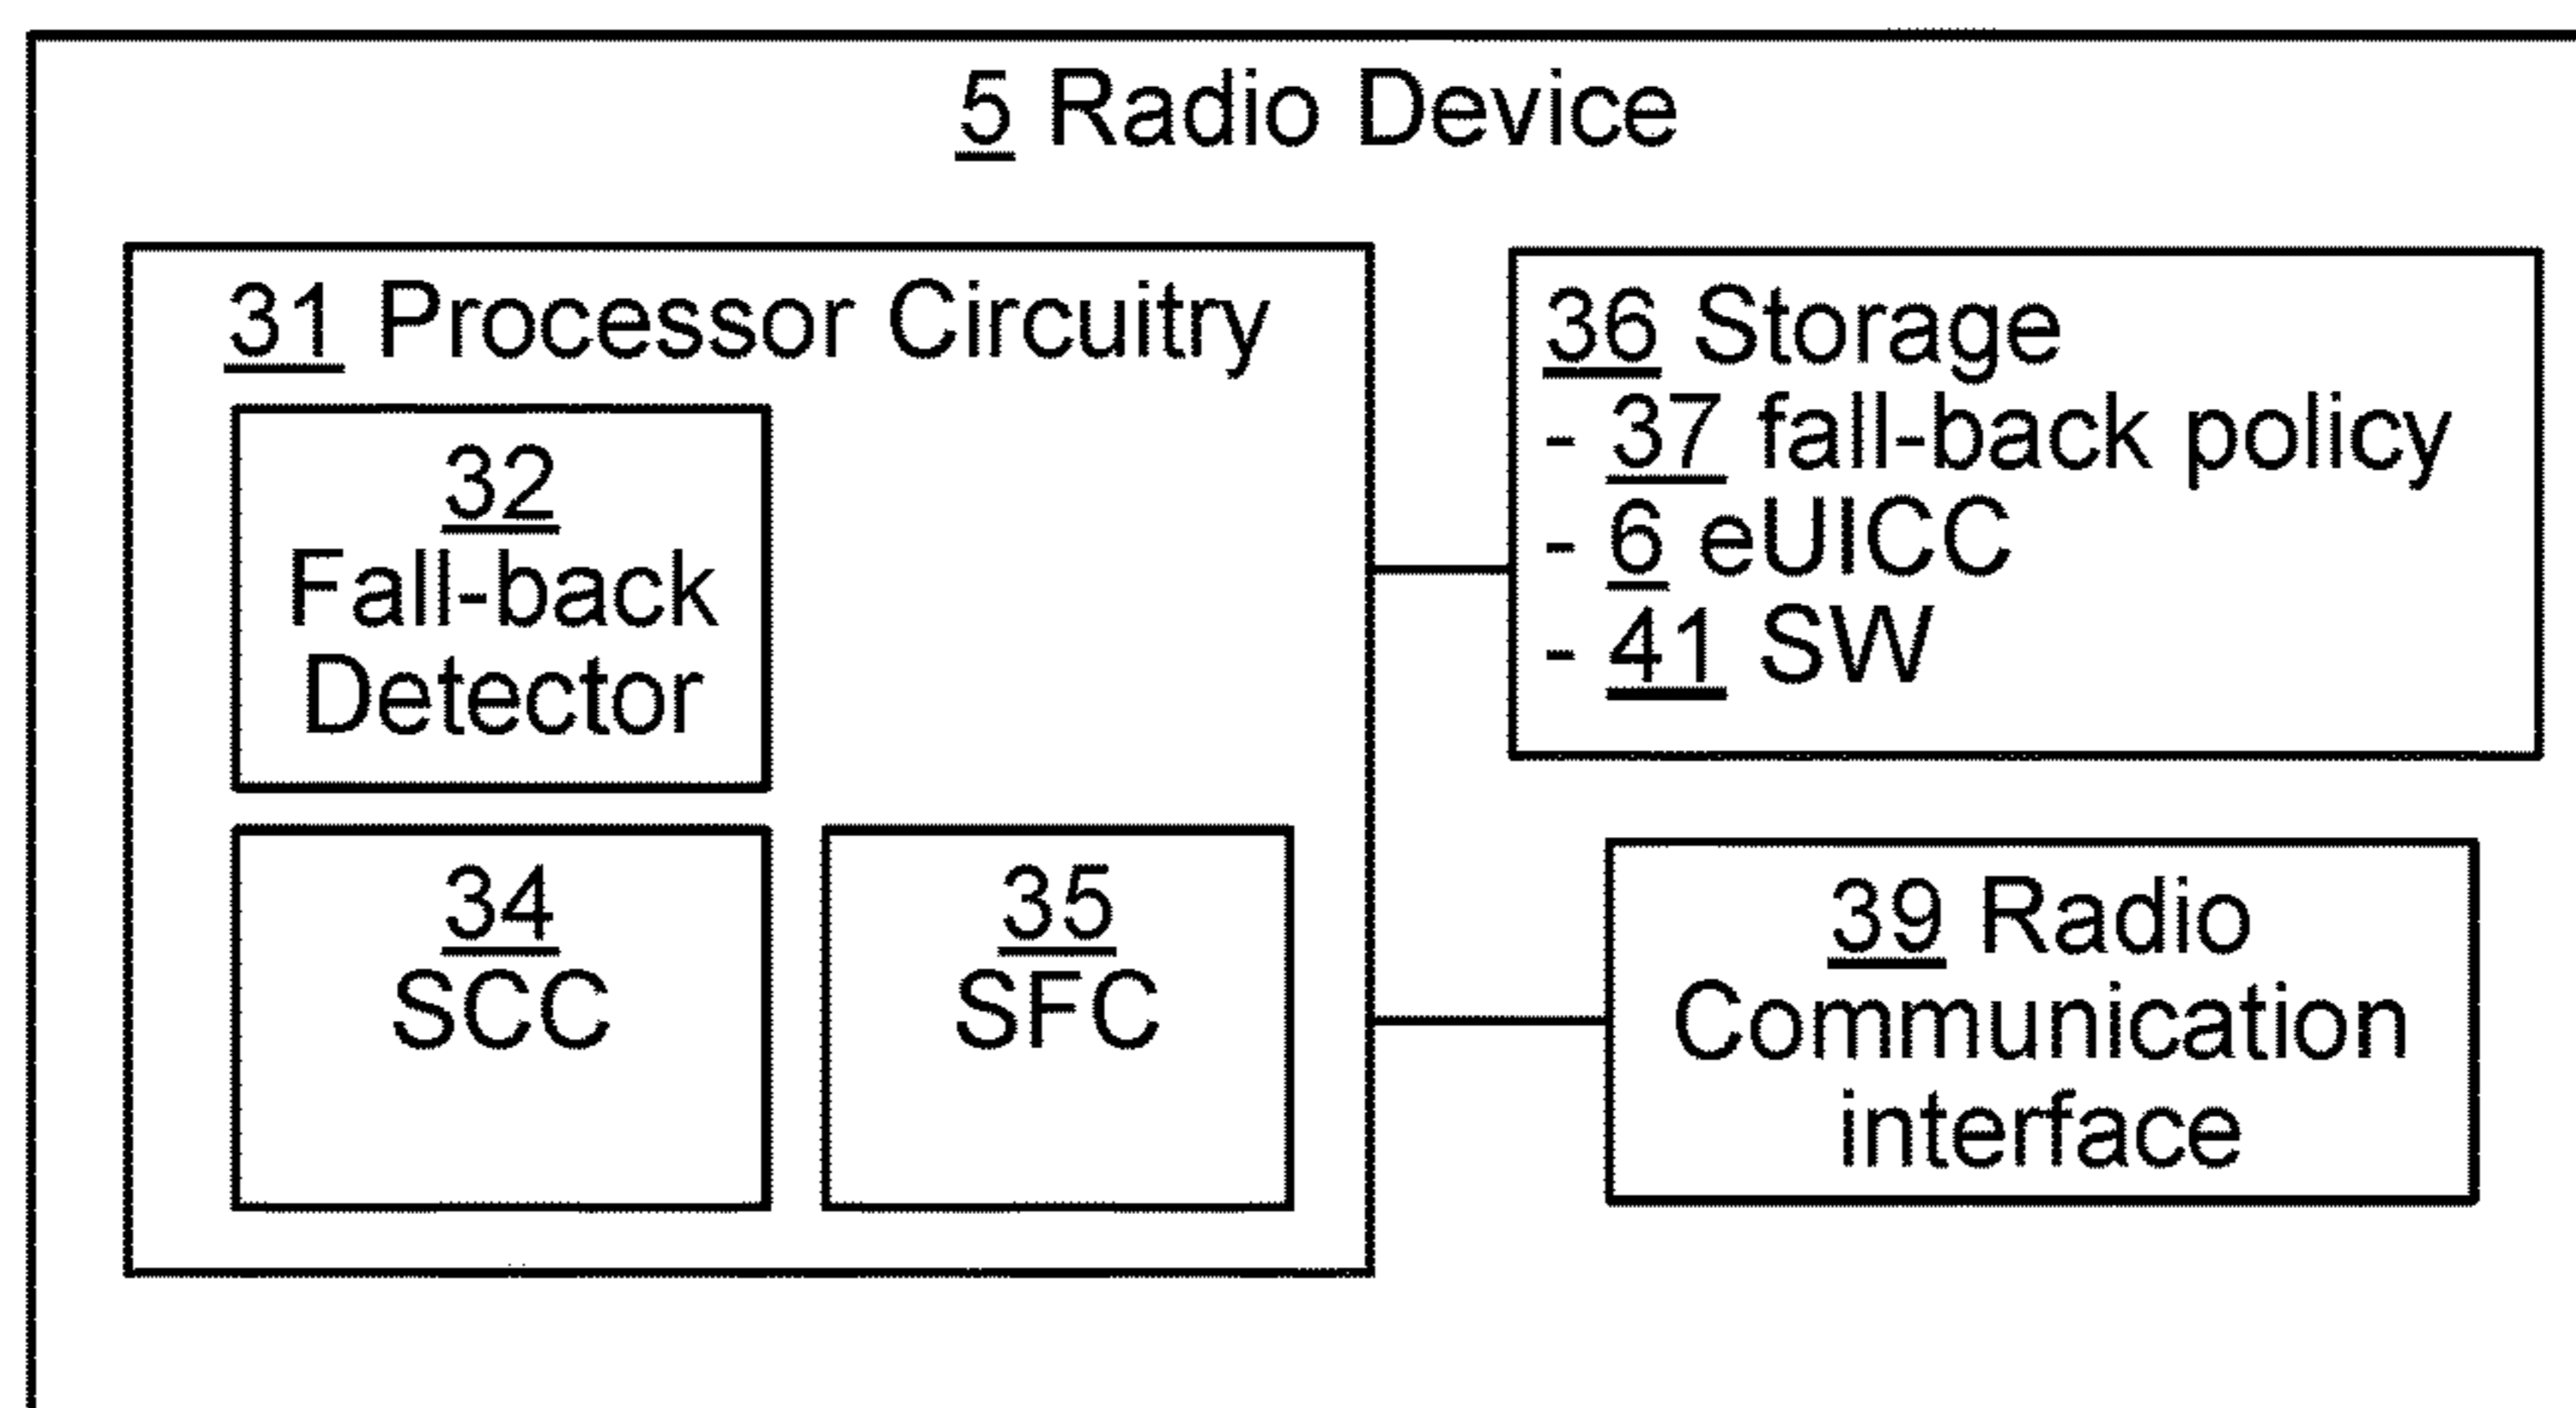 5 Radio Device
31 Processor Circuitry
32
Fall-back
Detector
34
SCC
35
SFC
36 Storage
- 37 fall-back policy
- 6 eUICC
- 41 SW
39 Radio
Communication
interface